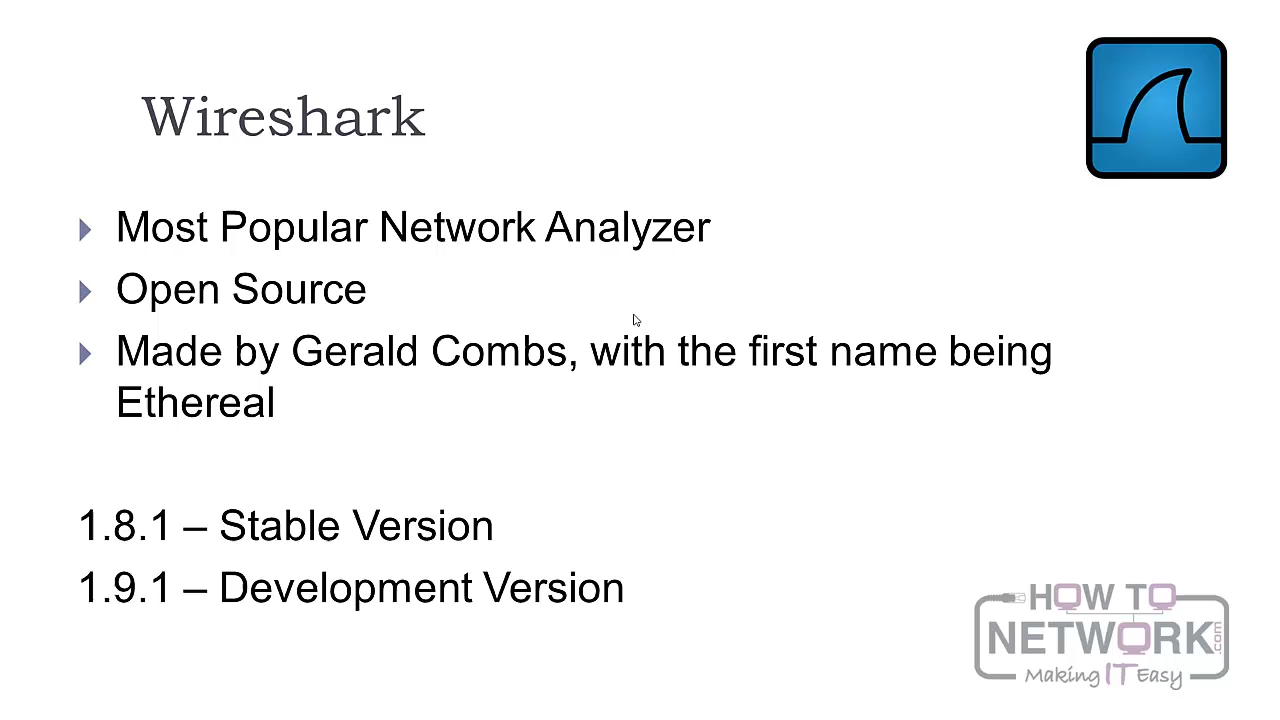 Wireshark
Most Popular Network Analyzer
Open Source
Made by Gerald Combs, with the first name being
Ethereal
1.8.1 – Stable Version
1.9.1 – Development Version
HOW TO
NETWORK.com
Making IT Easy